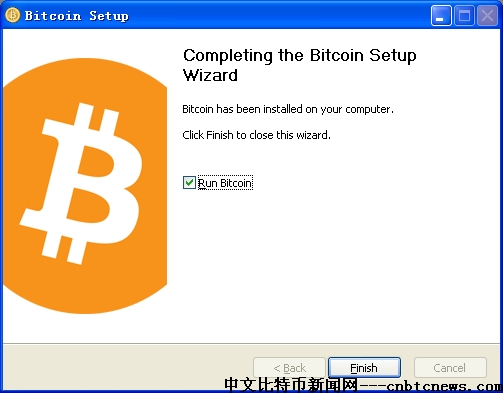 Bitcoin Setup
Completing the Bitcoin Setup
Wizard
Bitcoin has been installed on your computer.
Click Finish to close this wizard.
Run Bitcoin
< Back
Finish
Cancel
中文比特币新闻网---cnbtcnews.com